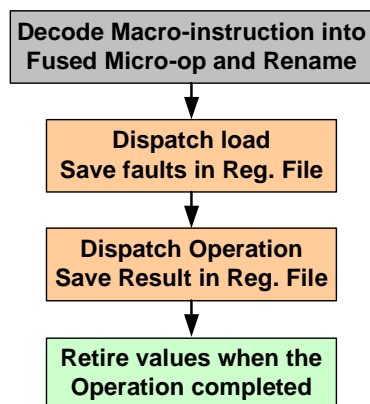 Decode Macro-instruction into
Fused Micro-op and Rename
Dispatch load
Save faults in Reg. File
Dispatch Operation
Save Result in Reg. File
Retire values when the
Operation completed